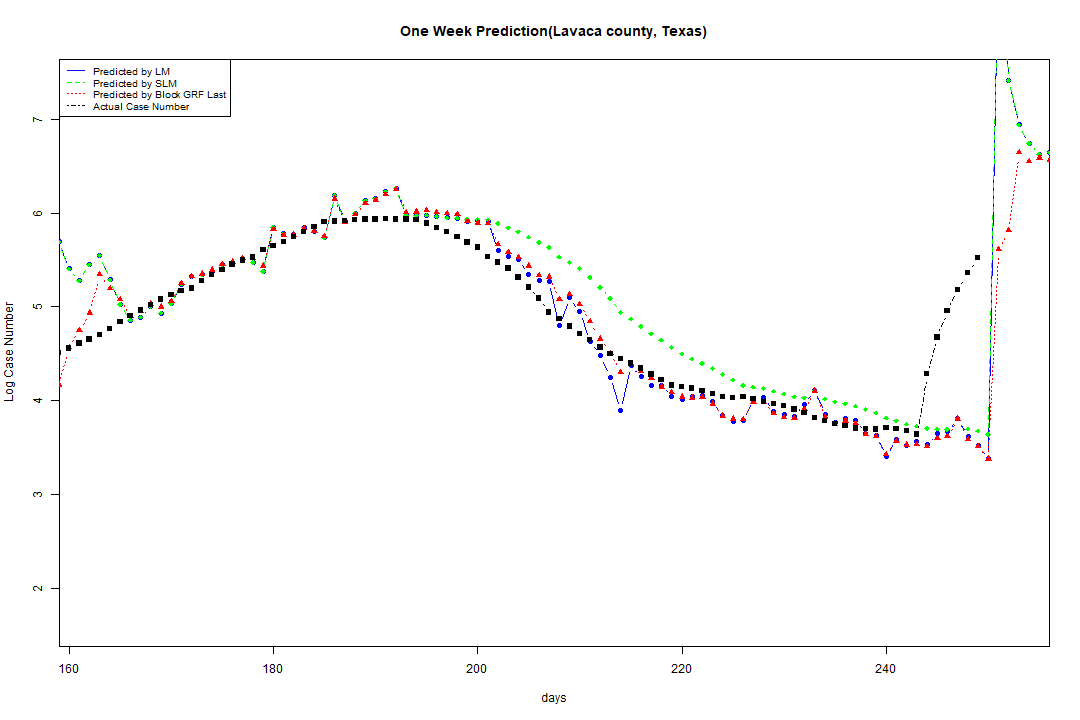 One Week Prediction(Lavaca county, Texas)
Predicted by LM
Predicted by SLM
Predicted by Block GRF Last
Actual Case Number
7
6
5
4
3
2
Log Case Number
160 180 200 220 240
days